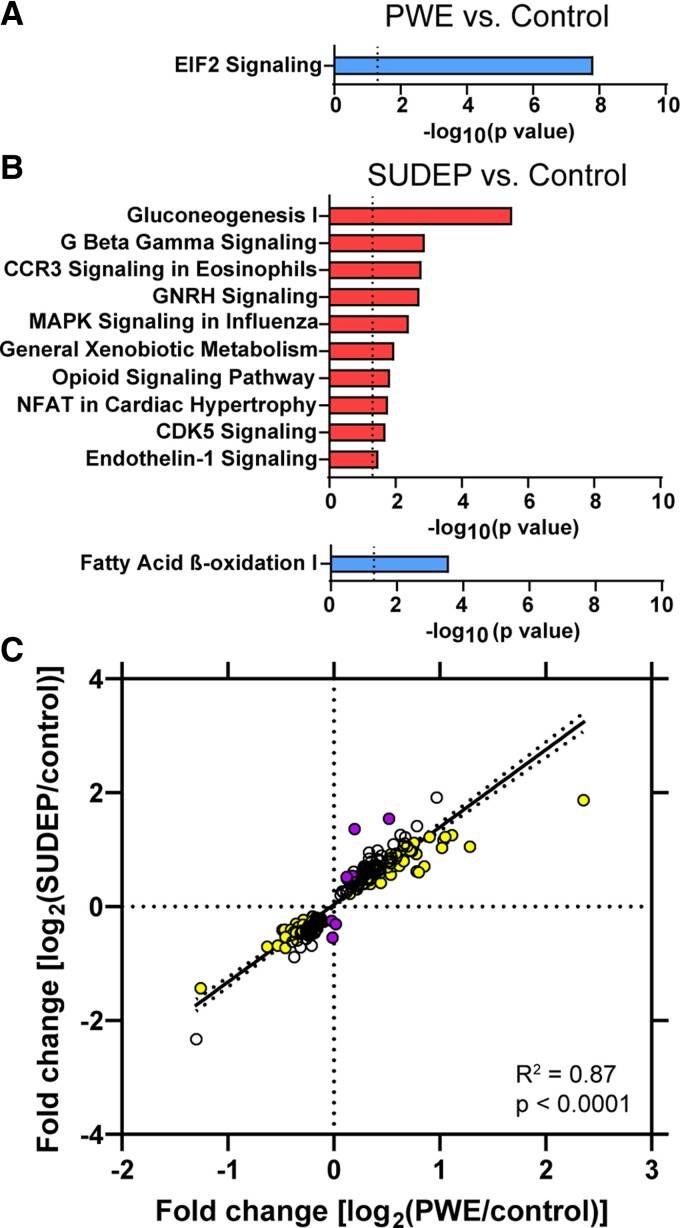 A
PWE vs. Control
EIF2 Signaling
0 2 4 6 8 10
-log10(p value)
B
SUDEP vs. Control
Gluconeogenesis I
G Beta Gamma Signaling
CCR3 Signaling in Eosinophils
GNRH Signaling
MAPK Signaling in Influenza
General Xenobiotic Metabolism
Opioid Signaling Pathway
NFAT in Cardiac Hypertrophy
CDK5 Signaling
Endothelin-1 Signaling
0 2 4 6 8 10
-log10(p value)
Fatty Acid ß-oxidation I
0 2 4 6 8 10
-log10(p value)
C
Fold change [log2(SUDEP/control)]
4
2
0
-2
-4
R² = 0.87
p < 0.0001
-2 -1 0 1 2 3
Fold change [log2(PWE/control)]